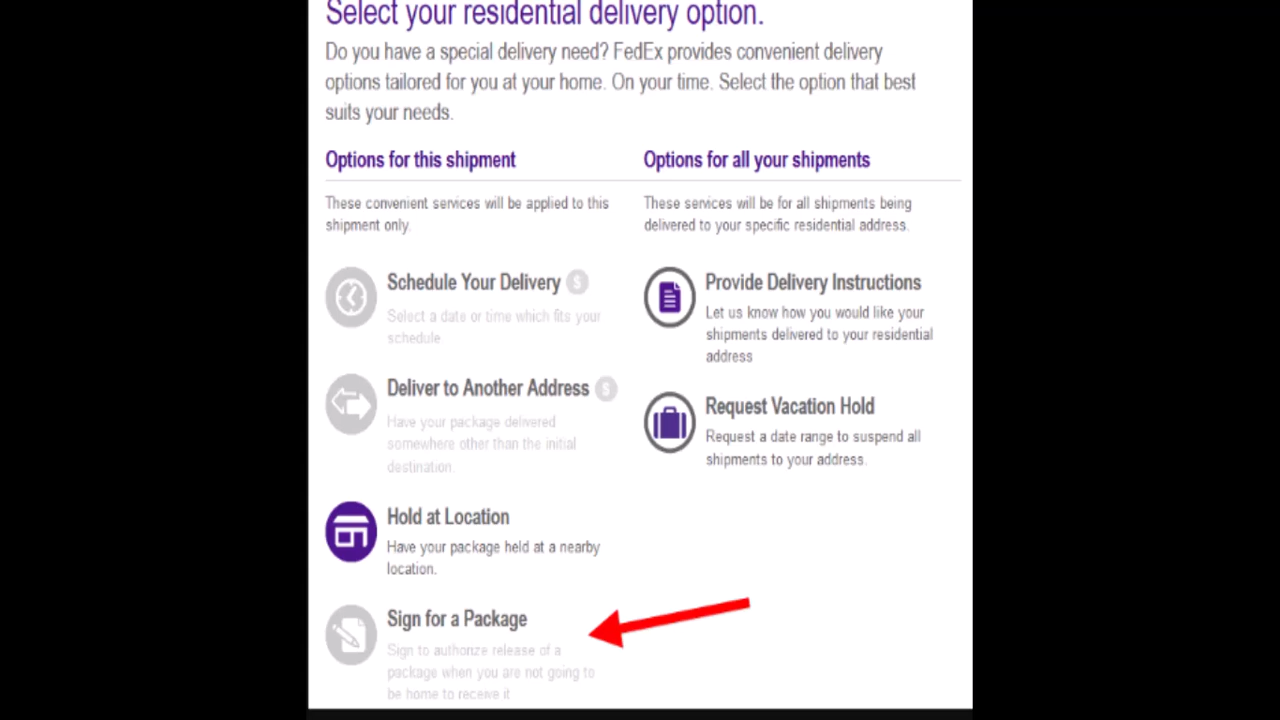 Select your residential delivery option.
Do you have a special delivery need? FedEx provides convenient delivery
options tailored for you at your home. On your time. Select the option that best
suits your needs.
Options for this shipment
These convenient services will be applied to this
shipment only.
Schedule Your Delivery $
Select a date or time which fits your
schedule.
Deliver to Another Address $
Have your package delivered
somewhere other than the initial
destination.
Hold at Location
Have your package held at a nearby
location.
Sign for a Package
Sign to authorize release of a
package when you are not going to
be home to receive it
Options for all your shipments
These services will be for all shipments being
delivered to your specific residential address.
Provide Delivery Instructions
Let us know how you would like your
shipments delivered to your residential
address
Request Vacation Hold
Request a date range to suspend all
shipments to your address.